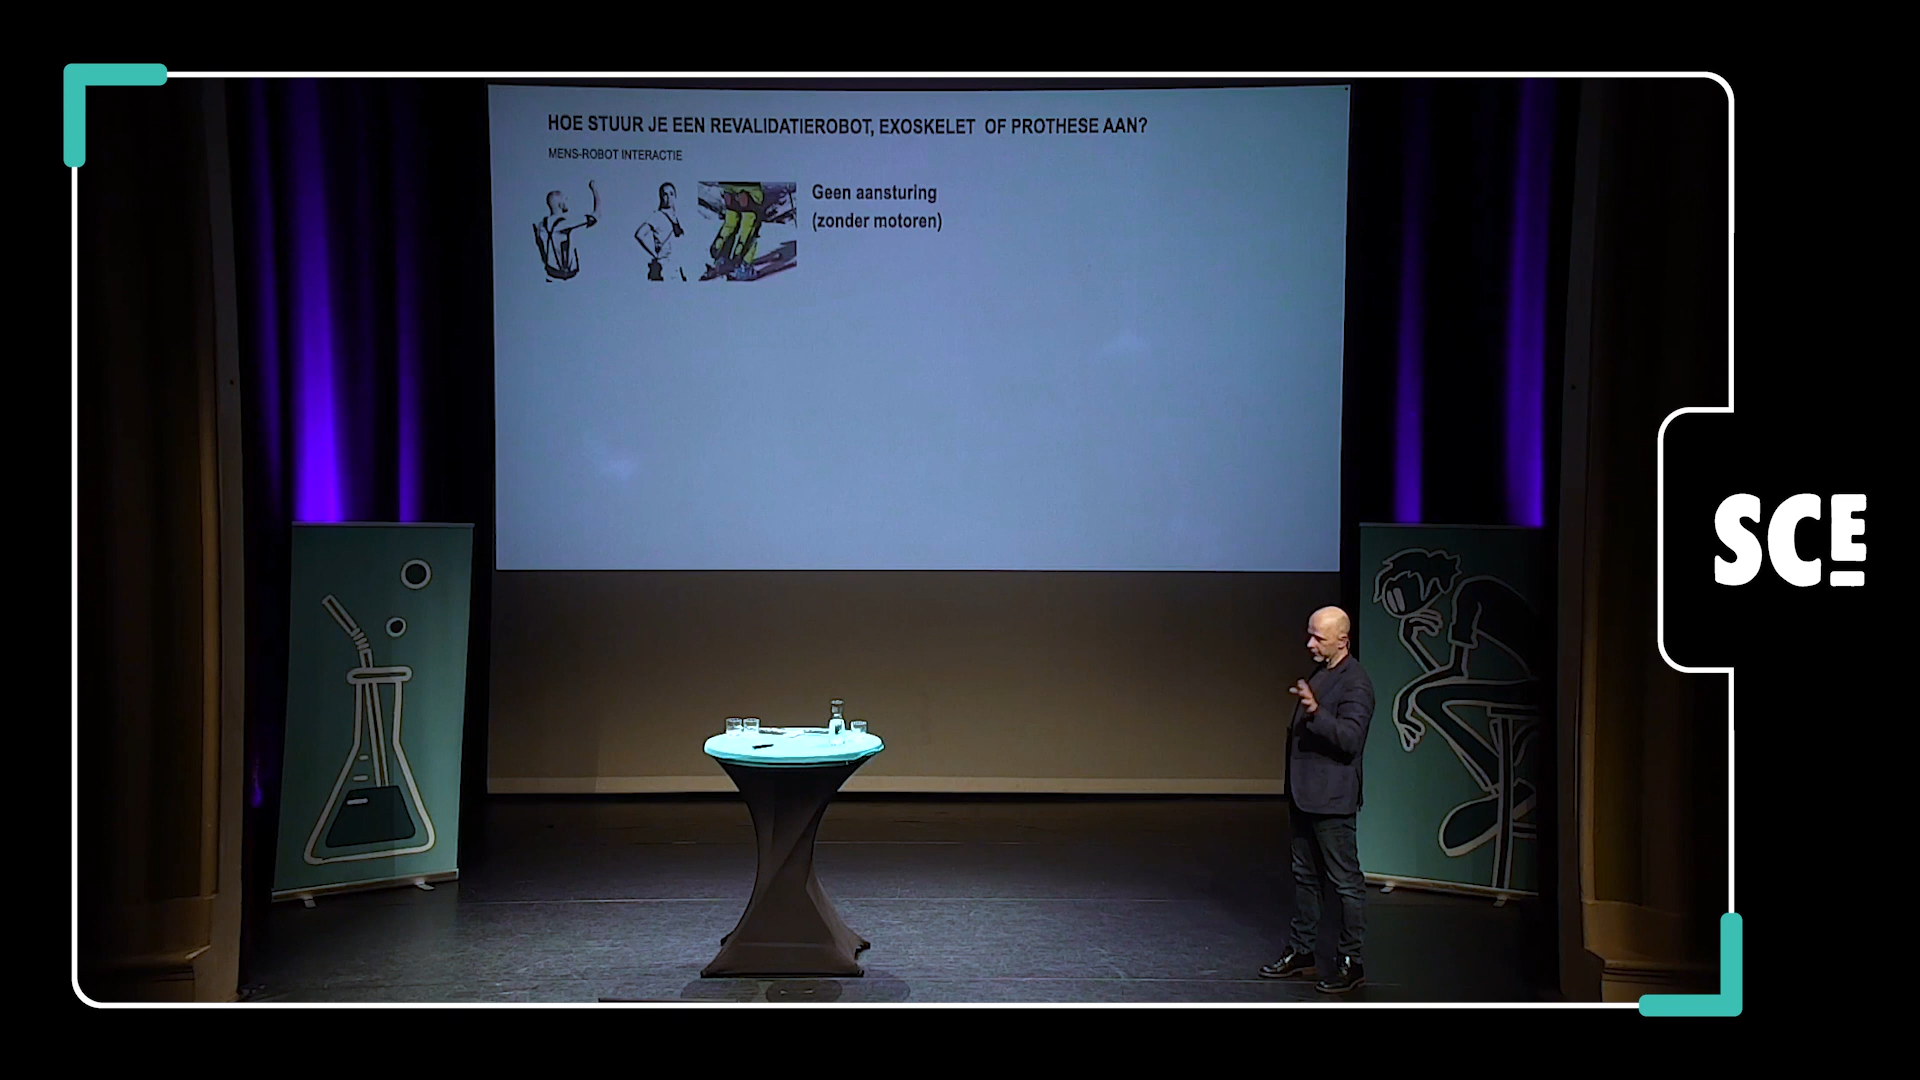 HOE STUUR JE EEN REVALIDATIEROBOT, EXOSKELET OF PROTHESE AAN?
MENS-ROBOT INTERACTIE
Geen aansturing
(zonder motoren)
SCE